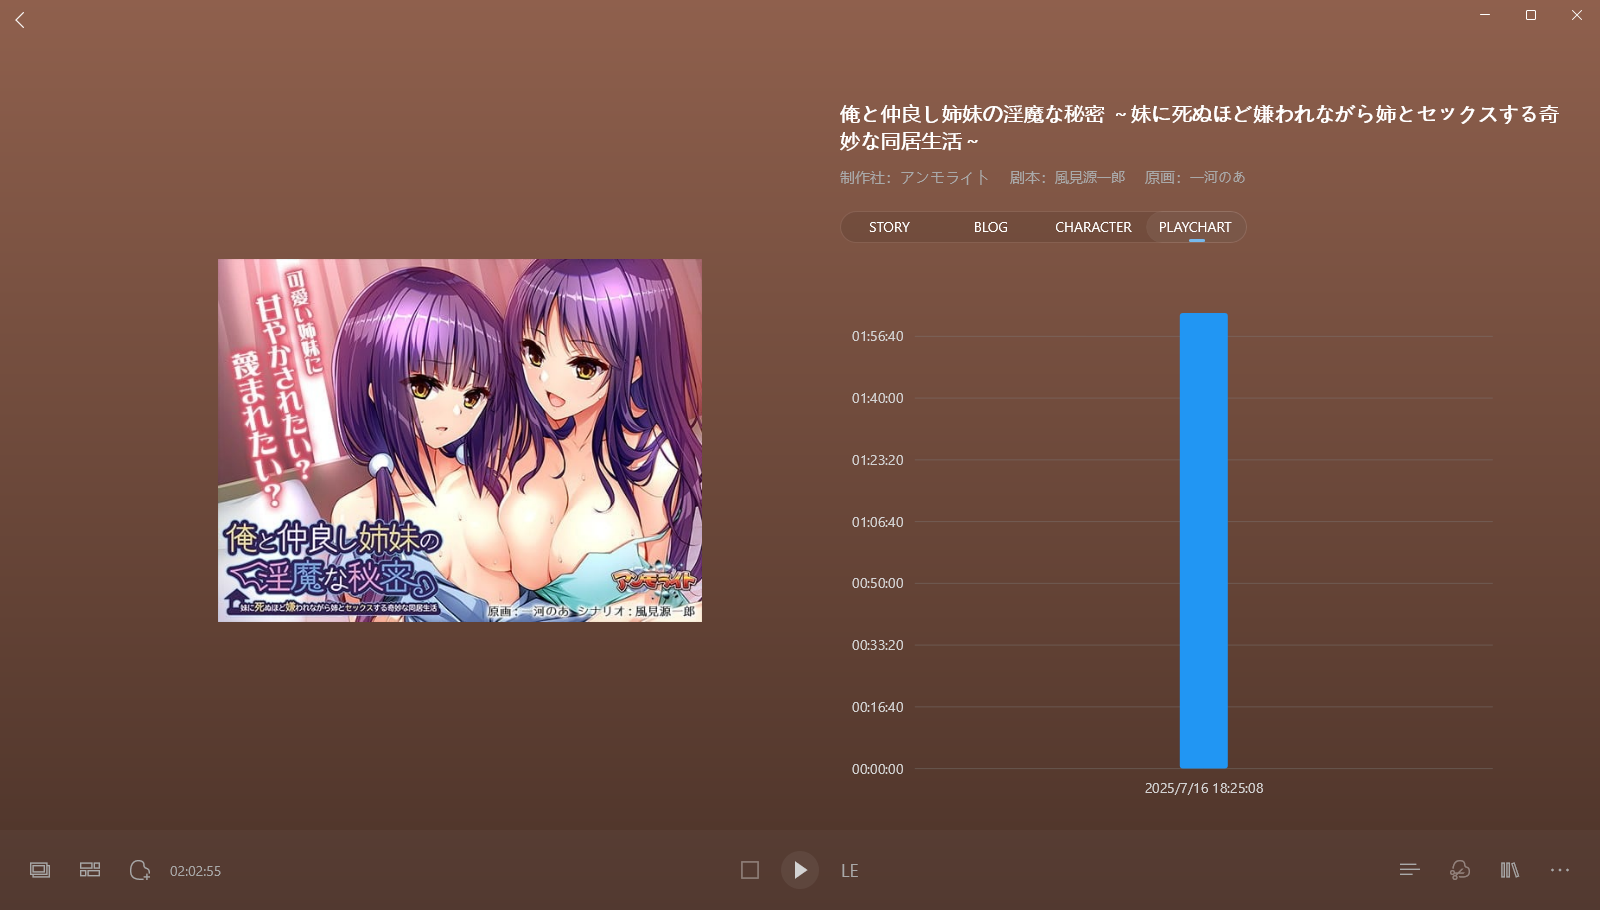 俺と仲良し姉妹の淫魔な秘密 ～妹に死ぬほど嫌われながら姉とセックスする奇
妙な同居生活～
制作社：アンモライト 剧本：風見源一郎 原画：一河のあ
STORY BLOG CHARACTER PLAYCHART
可愛い姉妹に
甘やかされたい？
蔑まれたい？
俺と仲良し姉妹の
淫魔な秘密
妹に死ぬほど嫌われながら姉とセックスする奇妙な同居生活
アンモライト
原画：一河のあ シナリオ：風見源一郎
01:56:40
01:40:00
01:23:20
01:06:40
00:50:00
00:33:20
00:16:40
00:00:00
2025/7/16 18:25:08
02:02:55
LE